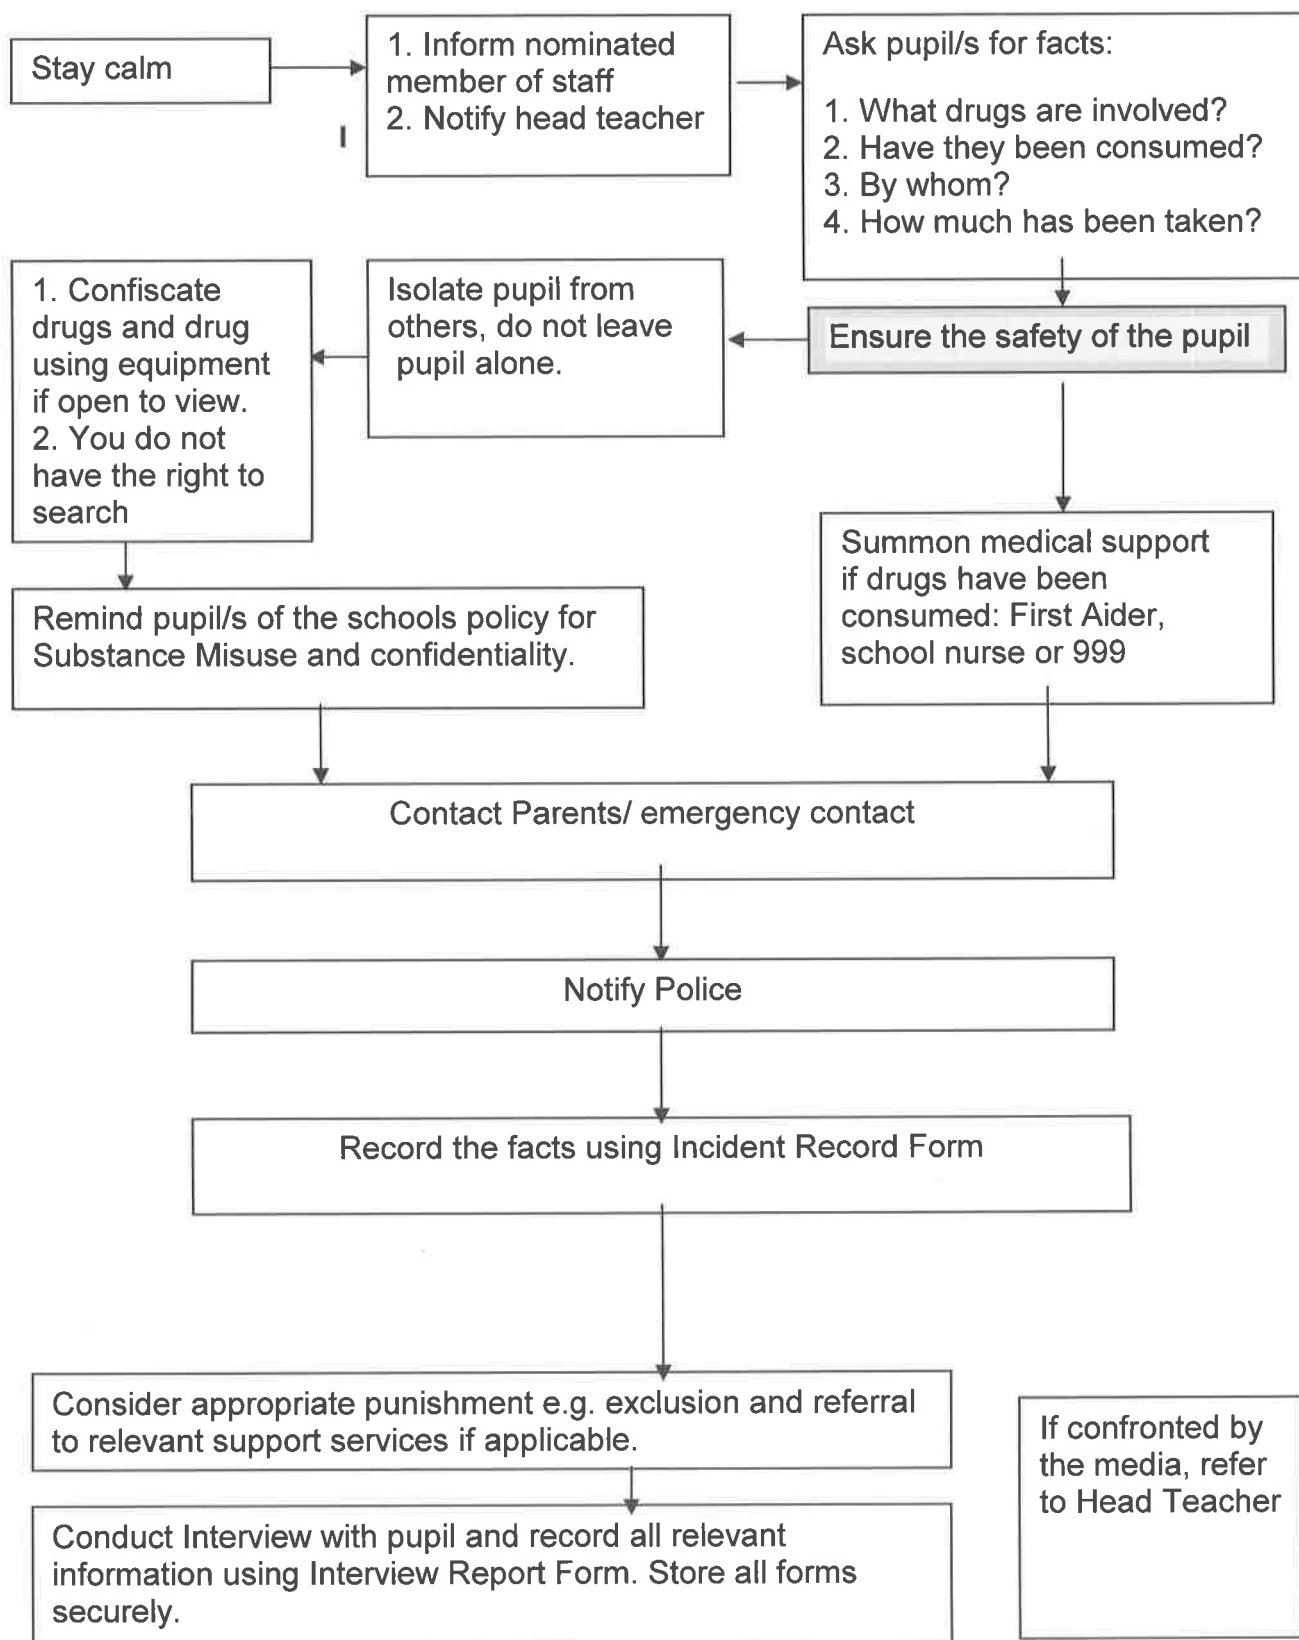 Stay calm
1. Inform nominated
member of staff
2. Notify head teacher
Ask pupil/s for facts:
1. What drugs are involved?
2. Have they been consumed?
3. By whom?
4. How much has been taken?
Ensure the safety of the pupil
Isolate pupil from
others, do not leave
pupil alone.
1. Confiscate
drugs and drug
using equipment
if open to view.
2. You do not
have the right to
search
Remind pupil/s of the schools policy for
Substance Misuse and confidentiality.
Summon medical support
if drugs have been
consumed: First Aider,
school nurse or 999
Contact Parents/ emergency contact
Notify Police
Record the facts using Incident Record Form
Consider appropriate punishment e.g. exclusion and referral
to relevant support services if applicable.
Conduct Interview with pupil and record all relevant
information using Interview Report Form. Store all forms
securely.
If confronted by
the media, refer
to Head Teacher